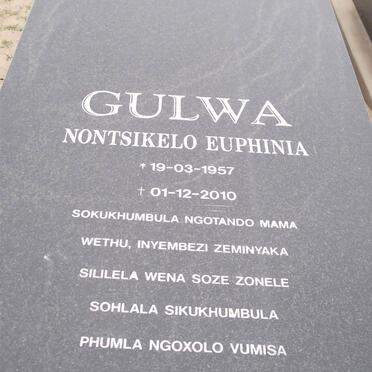 GULWA
NONTSIKELO EUPHINIA
* 19-03-1957
† 01-12-2010
SOKUKHUMBULA NGOTANDO MAMA
WETHU, INYEMBEZI ZEMINYAKA
SILILELA WENA SOZE ZONELE
SOHLALA SIKUKHUMBULA
PHUMLA NGOXOLO VUMISA